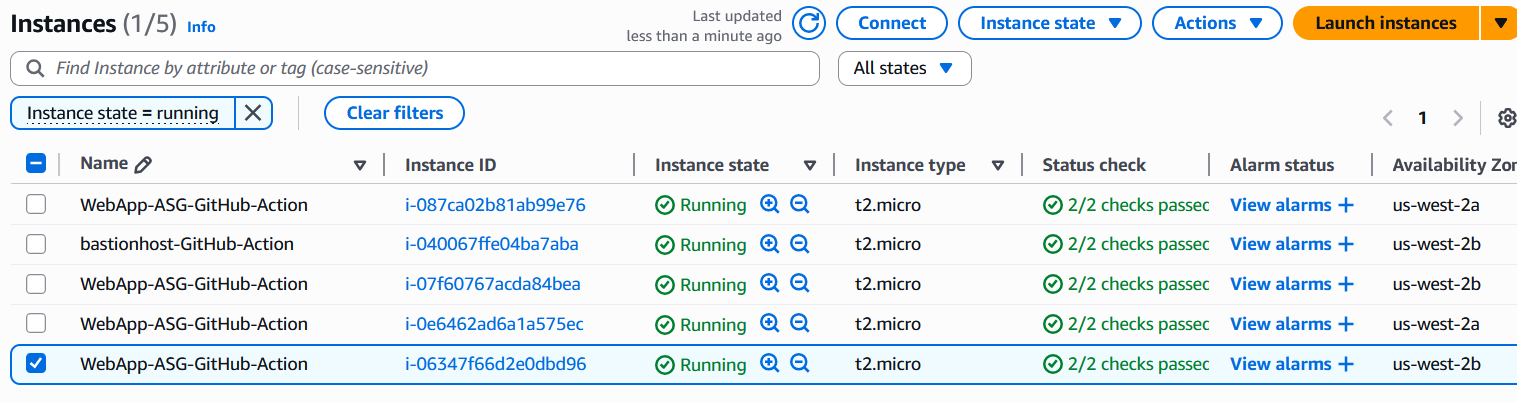 Instances (1/5) Info
Last updated
less than a minute ago
Connect
Instance state
Actions
Launch instances
Find Instance by attribute or tag (case-sensitive)
All states
Instance state = running
Clear filters
1
Name Instance ID Instance state Instance type Status check Alarm status Availability Zon
WebApp-ASG-GitHub-Action i-087ca02b81ab99e76 Running t2.micro 2/2 checks passed View alarms us-west-2a
bastionhost-GitHub-Action i-040067ffe04ba7aba Running t2.micro 2/2 checks passed View alarms us-west-2b
WebApp-ASG-GitHub-Action i-07f60767acda84bea Running t2.micro 2/2 checks passed View alarms us-west-2b
WebApp-ASG-GitHub-Action i-0e6462ad6a1a575ec Running t2.micro 2/2 checks passed View alarms us-west-2a
WebApp-ASG-GitHub-Action i-06347f66d2e0dbd96 Running t2.micro 2/2 checks passed View alarms us-west-2b